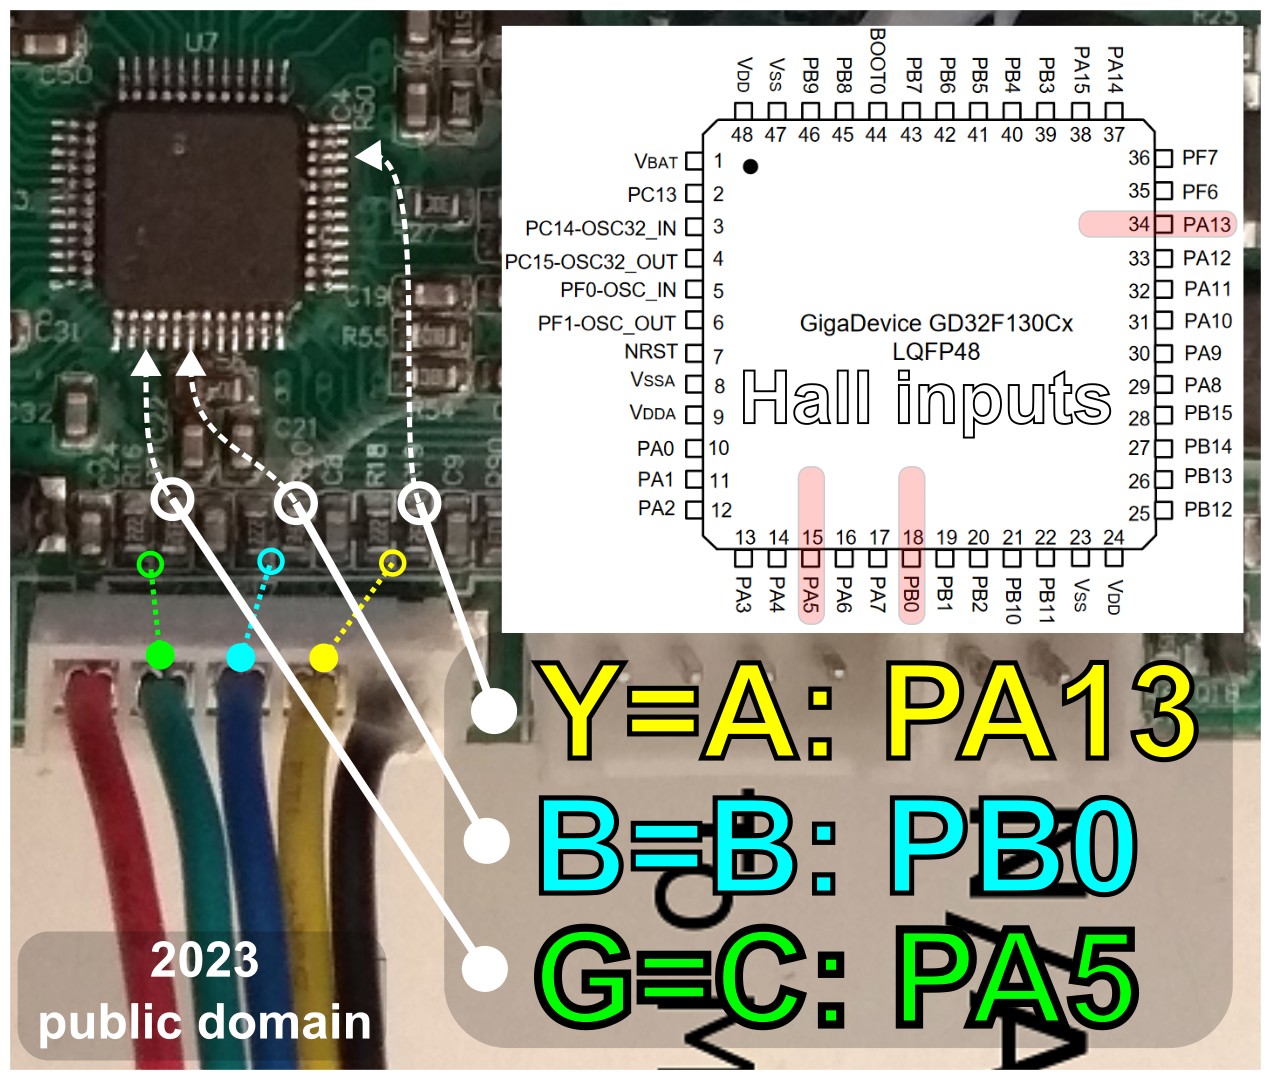 U7
C50
C4
R50
R25
C19
R55
C31
C32
C22
C21
R54
C24
R16
R18
C9
D18
VDD
VSS
PB9
PB8
BOOT0
PB7
PB6
PB5
PB4
PB3
PA15
PA14
48 47 46 45 44 43 42 41 40 39 38 37
VBAT 1
PC13 2
PC14-OSC32_IN 3
PC15-OSC32_OUT 4
PF0-OSC_IN 5
PF1-OSC_OUT 6
NRST 7
VSSA 8
VDDA 9
PA0 10
PA1 11
PA2 12
36 PF7
35 PF6
34 PA13
33 PA12
32 PA11
31 PA10
30 PA9
29 PA8
28 PB15
27 PB14
26 PB13
25 PB12
GigaDevice GD32F130Cx
LQFP48
Hall inputs
13 14 15 16 17 18 19 20 21 22 23 24
PA3
PA4
PA5
PA6
PA7
PB0
PB1
PB2
PB10
PB11
VSS
VDD
Y=A: PA13
B=B: PB0
G=C: PA5
2023
public domain